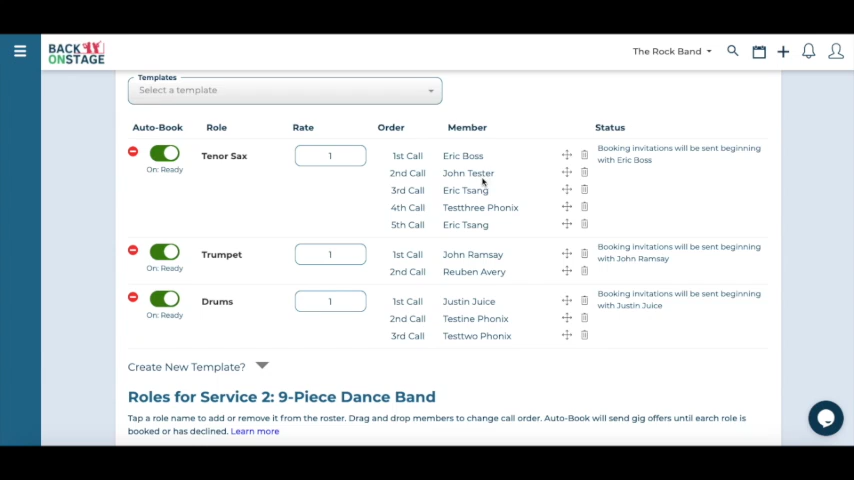 BACK
ONSTAGE
The Rock Band
Templates
Select a template
Auto-Book Role Rate Order Member Status
On: Ready
Tenor Sax
1
1st Call Eric Boss
2nd Call John Tester
3rd Call Eric Tsang
4th Call Testthree Phonix
5th Call Eric Tsang
Booking invitations will be sent beginning
with Eric Boss
On: Ready
Trumpet
1
1st Call John Ramsay
2nd Call Reuben Avery
Booking invitations will be sent beginning
with John Ramsay
On: Ready
Drums
1
1st Call Justin Juice
2nd Call Testine Phonix
3rd Call Testtwo Phonix
Booking invitations will be sent beginning
with Justin Juice
Create New Template?
Roles for Service 2: 9-Piece Dance Band
Tap a role name to add or remove it from the roster. Drag and drop members to change call order. Auto-Book will send gig offers until earch role is
booked or has declined. Learn more